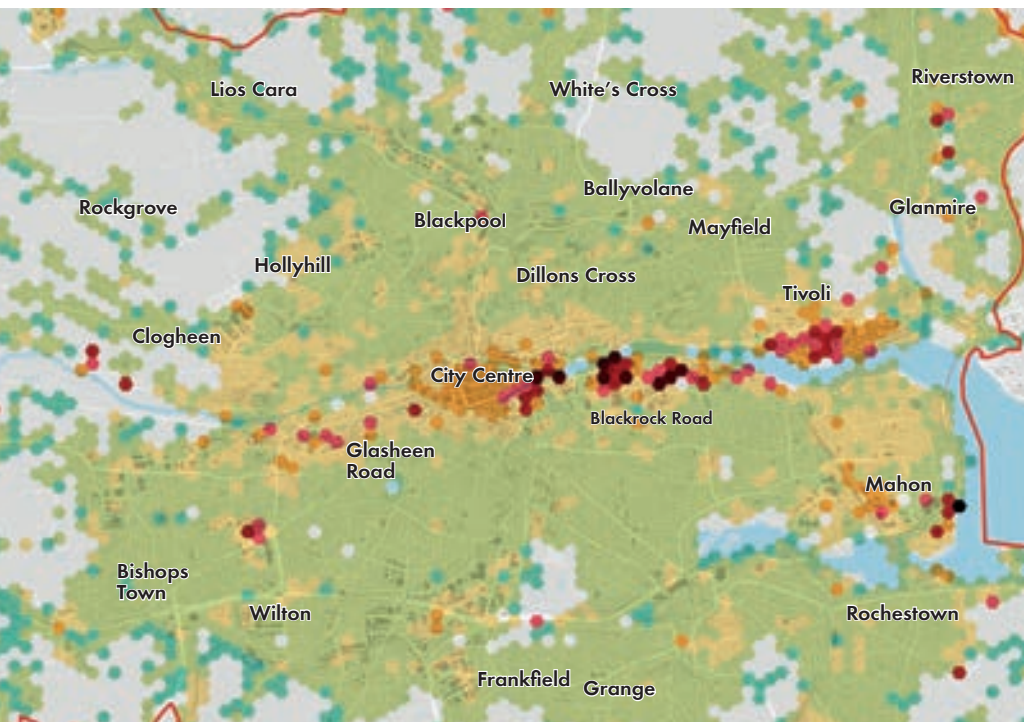 Riverstown
Lios Cara
White's Cross
Ballyvolane
Rockgrove
Glanmire
Blackpool
Mayfield
Hollyhill
Dillons Cross
Tivoli
Clogheen
City Centre
Blackrock Road
Glasheen
Road
Mahon
Bishops
Town
Wilton
Rochestown
Frankfield
Grange